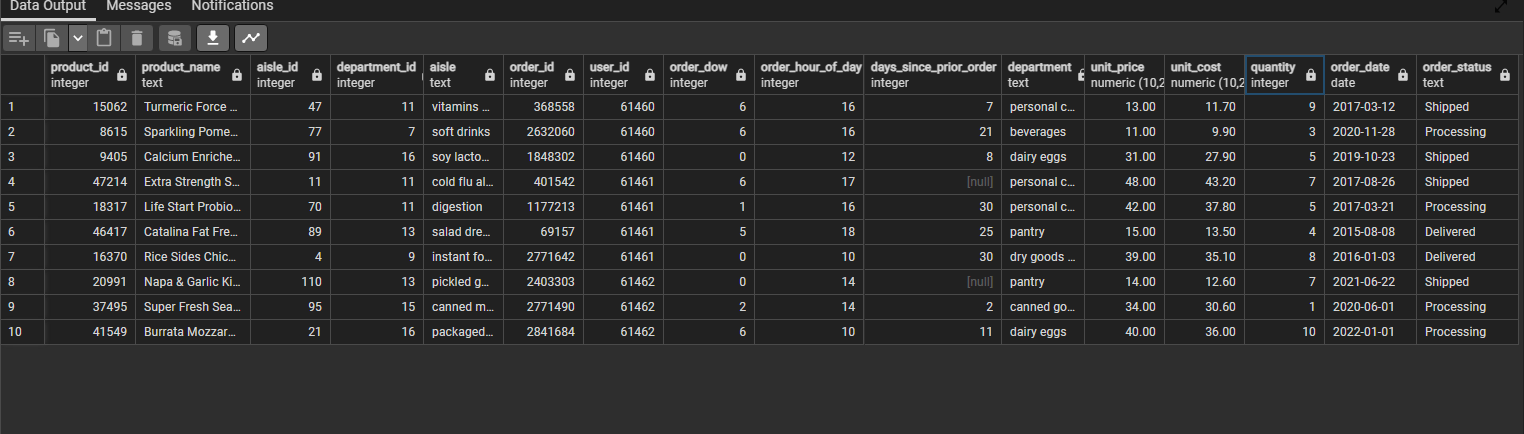 Data Output Messages Notifications
product_id product_name aisle_id department_id aisle order_id user_id order_dow order_hour_of_day days_since_prior_order department unit_price unit_cost quantity order_date order_status
integer text integer integer text integer integer integer integer integer text numeric (10,2 numeric (10,2 integer date text
1 15062 Turmeric Force ... 47 11 vitamins ... 368558 61460 6 16 7 personal c... 13.00 11.70 9 2017-03-12 Shipped
2 8615 Sparkling Pome... 77 7 soft drinks 2632060 61460 6 16 21 beverages 11.00 9.90 3 2020-11-28 Processing
3 9405 Calcium Enriche... 91 16 soy lacto... 1848302 61460 0 12 8 dairy eggs 31.00 27.90 5 2019-10-23 Shipped
4 47214 Extra Strength S... 11 11 cold flu al... 401542 61461 6 17 [null] personal c... 48.00 43.20 7 2017-08-26 Shipped
5 18317 Life Start Probio... 70 11 digestion 1177213 61461 1 16 30 personal c... 42.00 37.80 5 2017-03-21 Processing
6 46417 Catalina Fat Fre... 89 13 salad dre... 69157 61461 5 18 25 pantry 15.00 13.50 4 2015-08-08 Delivered
7 16370 Rice Sides Chic... 4 9 instant fo... 2771642 61461 0 10 30 dry goods ... 39.00 35.10 8 2016-01-03 Delivered
8 20991 Napa & Garlic Ki... 110 13 pickled g... 2403303 61462 0 14 [null] pantry 14.00 12.60 7 2021-06-22 Shipped
9 37495 Super Fresh Sea... 95 15 canned m... 2771490 61462 2 14 2 canned go... 34.00 30.60 1 2020-06-01 Processing
10 41549 Burrata Mozzar... 21 16 packaged... 2841684 61462 6 10 11 dairy eggs 40.00 36.00 10 2022-01-01 Processing